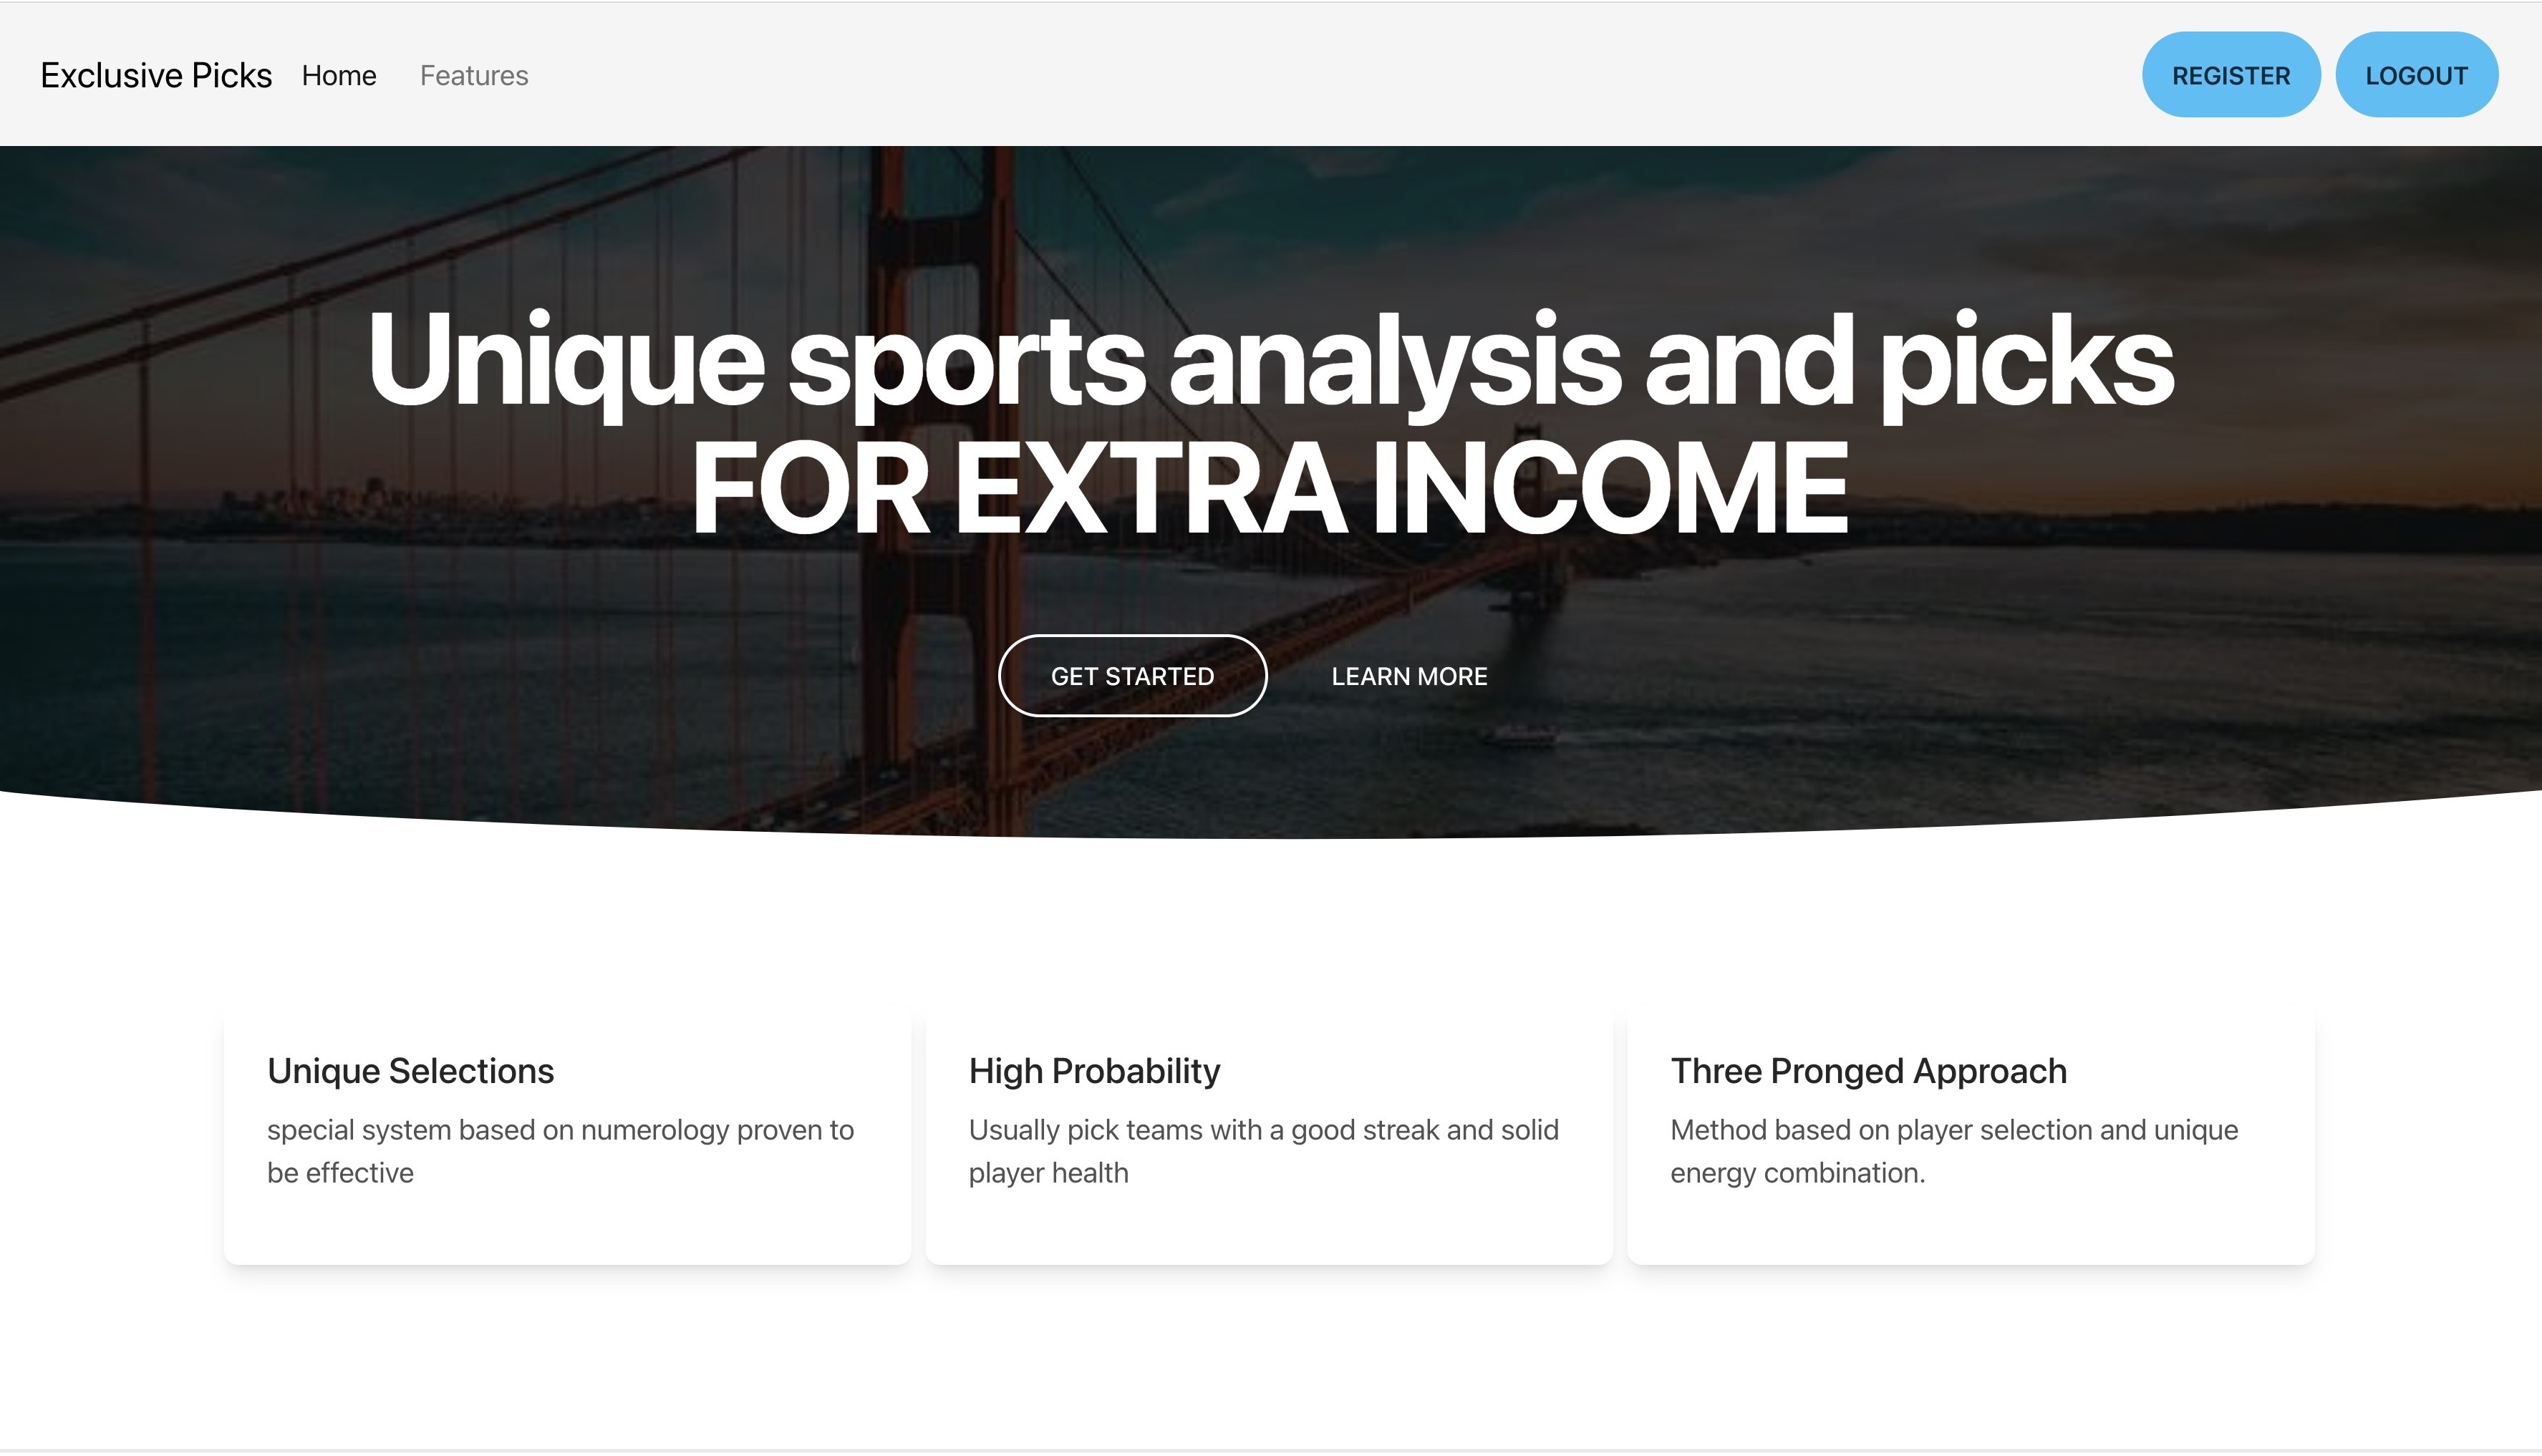 Exclusive Picks Home Features REGISTER LOGOUT
Unique sports analysis and picks
FOR EXTRA INCOME
GET STARTED LEARN MORE
Unique Selections
special system based on numerology proven to
be effective
High Probability
Usually pick teams with a good streak and solid
player health
Three Pronged Approach
Method based on player selection and unique
energy combination.